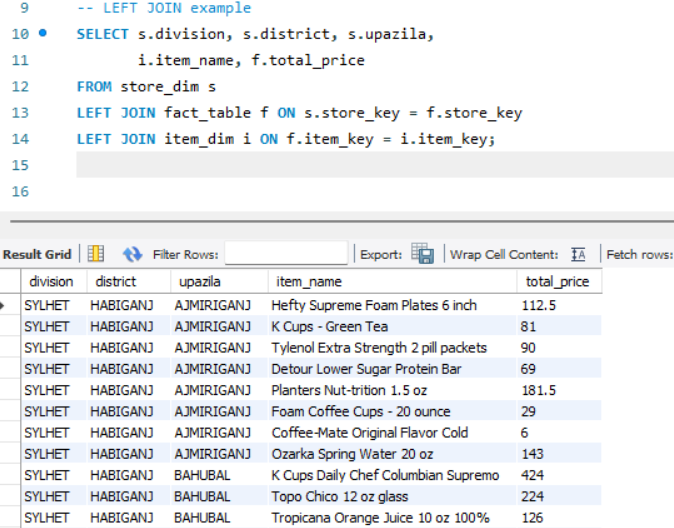 9 -- LEFT JOIN example
10 SELECT s.division, s.district, s.upazila,
11 i.item_name, f.total_price
12 FROM store_dim s
13 LEFT JOIN fact_table f ON s.store_key = f.store_key
14 LEFT JOIN item_dim i ON f.item_key = i.item_key;
15
16
Result Grid Filter Rows: Export: Wrap Cell Content: Fetch rows:
division district upazila item_name total_price
SYLHET HABIGANJ AJMIRIGANJ Hefty Supreme Foam Plates 6 inch 112.5
SYLHET HABIGANJ AJMIRIGANJ K Cups - Green Tea 81
SYLHET HABIGANJ AJMIRIGANJ Tylenol Extra Strength 2 pill packets 90
SYLHET HABIGANJ AJMIRIGANJ Detour Lower Sugar Protein Bar 69
SYLHET HABIGANJ AJMIRIGANJ Planters Nut-trition 1.5 oz 181.5
SYLHET HABIGANJ AJMIRIGANJ Foam Coffee Cups - 20 ounce 29
SYLHET HABIGANJ AJMIRIGANJ Coffee-Mate Original Flavor Cold 6
SYLHET HABIGANJ AJMIRIGANJ Ozarka Spring Water 20 oz 143
SYLHET HABIGANJ BAHUBAL K Cups Daily Chef Columbian Supremo 424
SYLHET HABIGANJ BAHUBAL Topo Chico 12 oz glass 224
SYLHET HABIGANJ BAHUBAL Tropicana Orange Juice 10 oz 100% 126